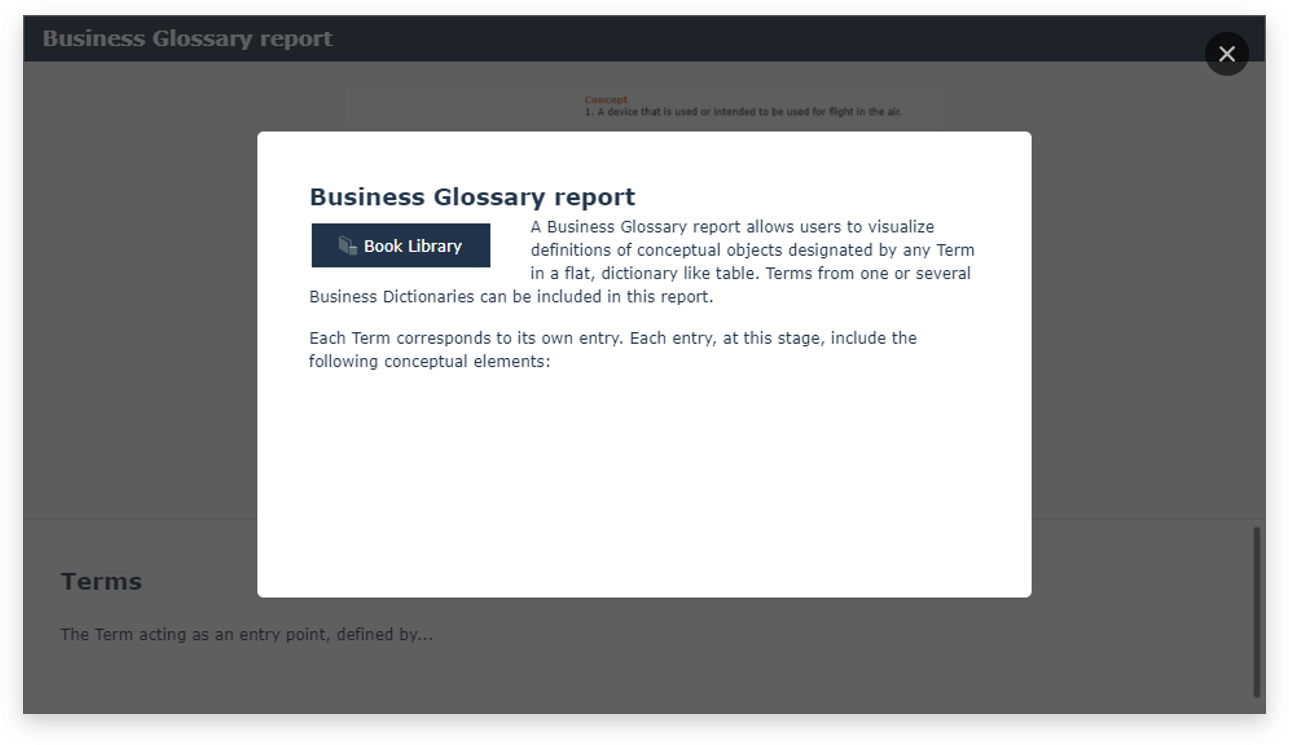 Business Glossary report
Concept
1. A device that is used or intended to be used for flight in the air.
Business Glossary report
Book Library
A Business Glossary report allows users to visualize
definitions of conceptual objects designated by any Term
in a flat, dictionary like table. Terms from one or several
Business Dictionaries can be included in this report.
Each Term corresponds to its own entry. Each entry, at this stage, include the
following conceptual elements:
Terms
The Term acting as an entry point, defined by...